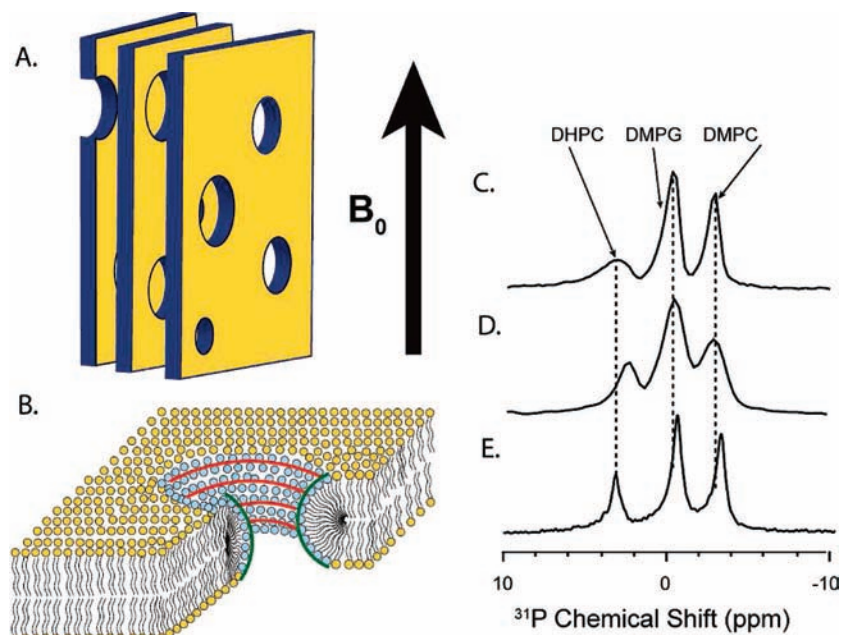 A.
B₀
B.
DHPC DMPG DMPC
C.
D.
E.
10 0 -10
³¹P Chemical Shift (ppm)